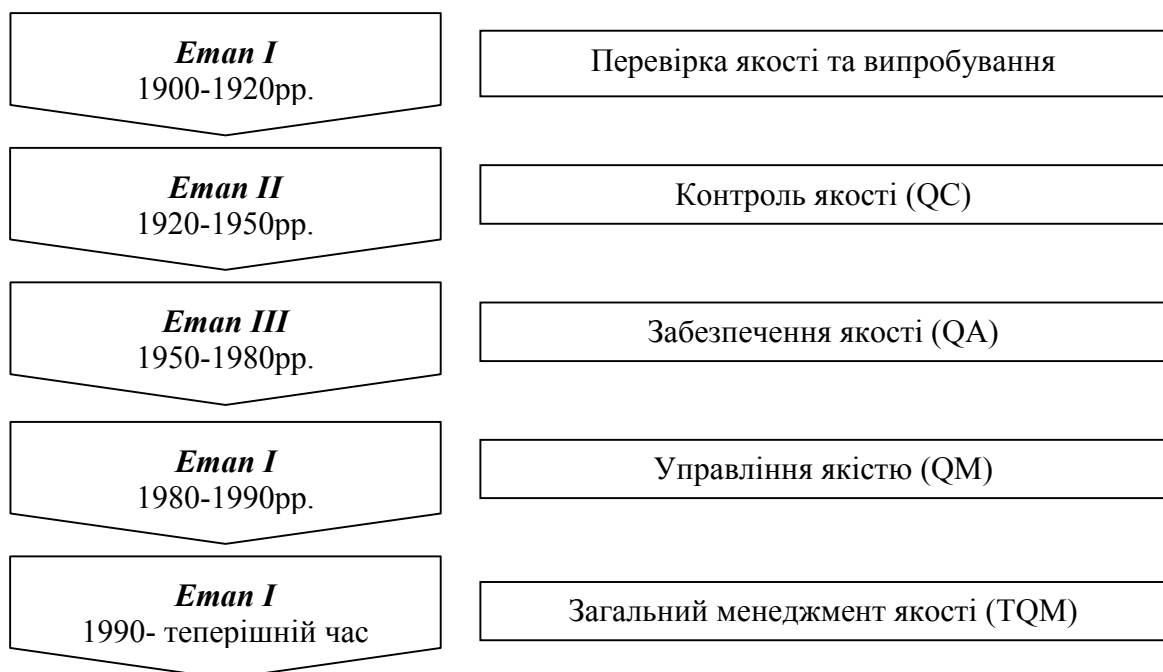 Етап I
1900-1920рр.
Перевірка якості та випробування
Етап II
1920-1950рр.
Контроль якості (QC)
Етап III
1950-1980рр.
Забезпечення якості (QA)
Етап I
1980-1990рр.
Управління якістю (QM)
Етап I
1990- теперішній час
Загальний менеджмент якості (TQM)